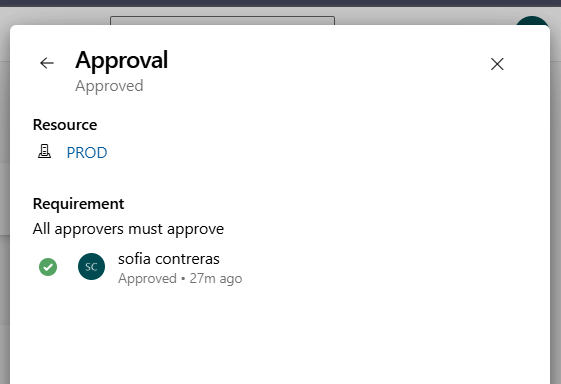 Approval
Approved
Resource
PROD
Requirement
All approvers must approve
SC
sofia contreras
Approved • 27m ago